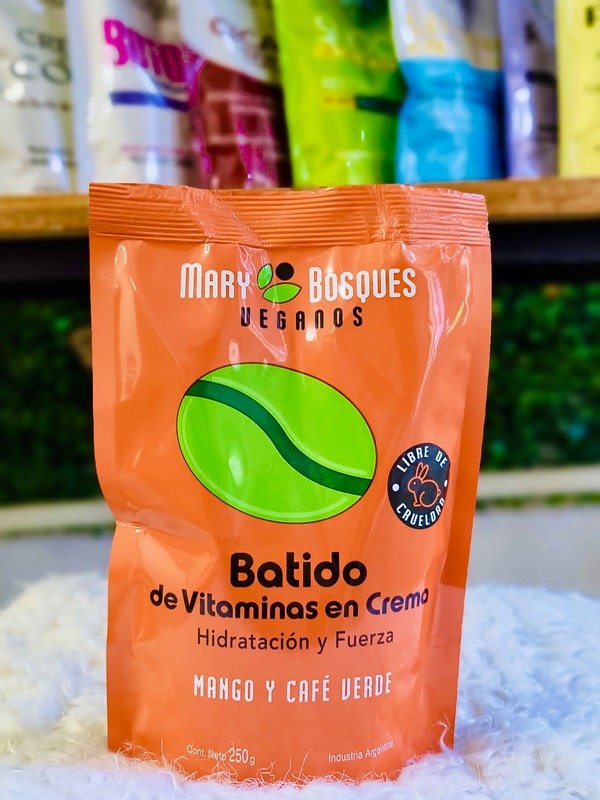 BOTO
MARY BOSQUES
VEGANOS
LIBRE DE
CRUELDAD
Batido
de Vitaminas en Crema
Hidratación y Fuerza
MANGO Y CAFÉ VERDE
Cont. Neto 250g
Industria Argentina